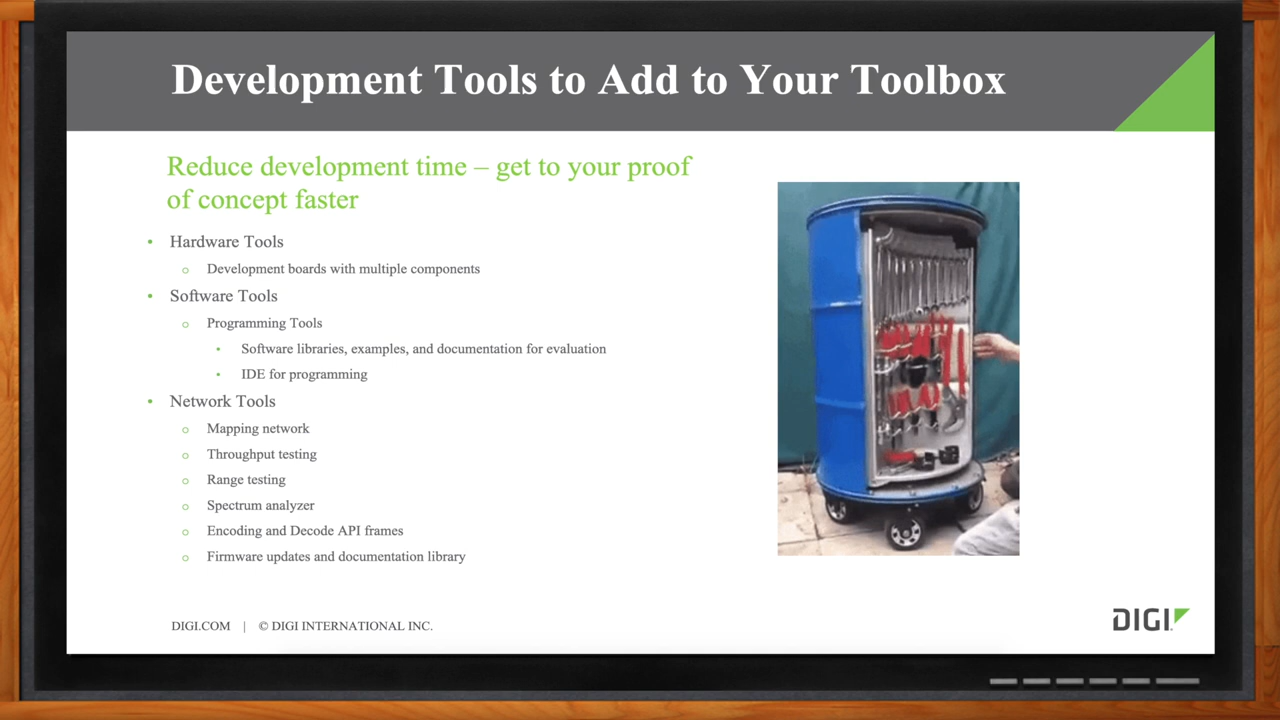 Development Tools to Add to Your Toolbox
Reduce development time – get to your proof
of concept faster
• Hardware Tools
o Development boards with multiple components
• Software Tools
o Programming Tools
• Software libraries, examples, and documentation for evaluation
• IDE for programming
• Network Tools
o Mapping network
o Throughput testing
o Range testing
o Spectrum analyzer
o Encoding and Decode API frames
o Firmware updates and documentation library
DIGI.COM | © DIGI INTERNATIONAL INC.
DIGI